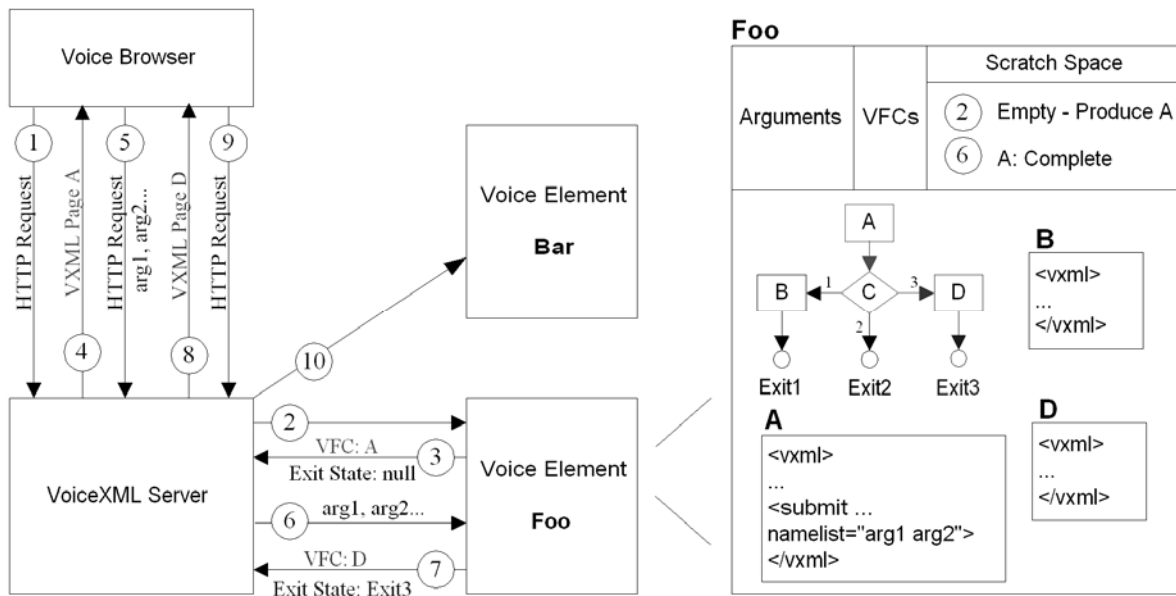 Voice Browser
1
5
9
HTTP Request
VXML Page A
HTTP Request
arg1, arg2...
VXML Page D
HTTP Request
4
8
10
Voice Element
Bar
VoiceXML Server
2
VFC: A
3
Exit State: null
6
arg1, arg2...
VFC: D
7
Exit State: Exit3
Voice Element
Foo
Foo
Arguments
VFCs
Scratch Space
2 Empty - Produce A
6 A: Complete
A
B
1
C
3
D
2
Exit1
Exit2
Exit3
B
<vxml>
...
</vxml>
A
<vxml>
...
<submit ...
namelist="arg1 arg2">
</vxml>
D
<vxml>
...
</vxml>